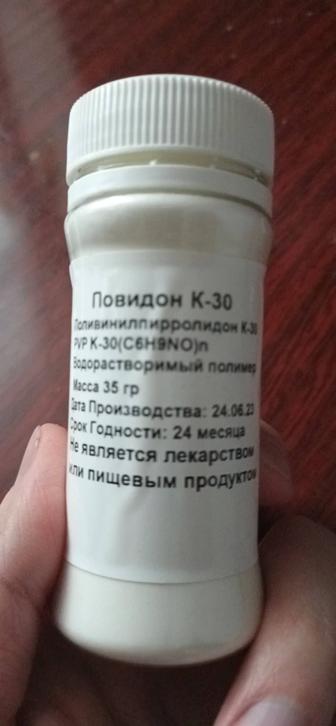 Повидон К-30
Поливинилпирролидон К-30
PVP K-30(C6H9NO)n
Водорастворимый полимер
Масса 35 гр
Дата Производства: 24.06.23
Срок Годности: 24 месяца
Не является лекарством
или пищевым продуктом